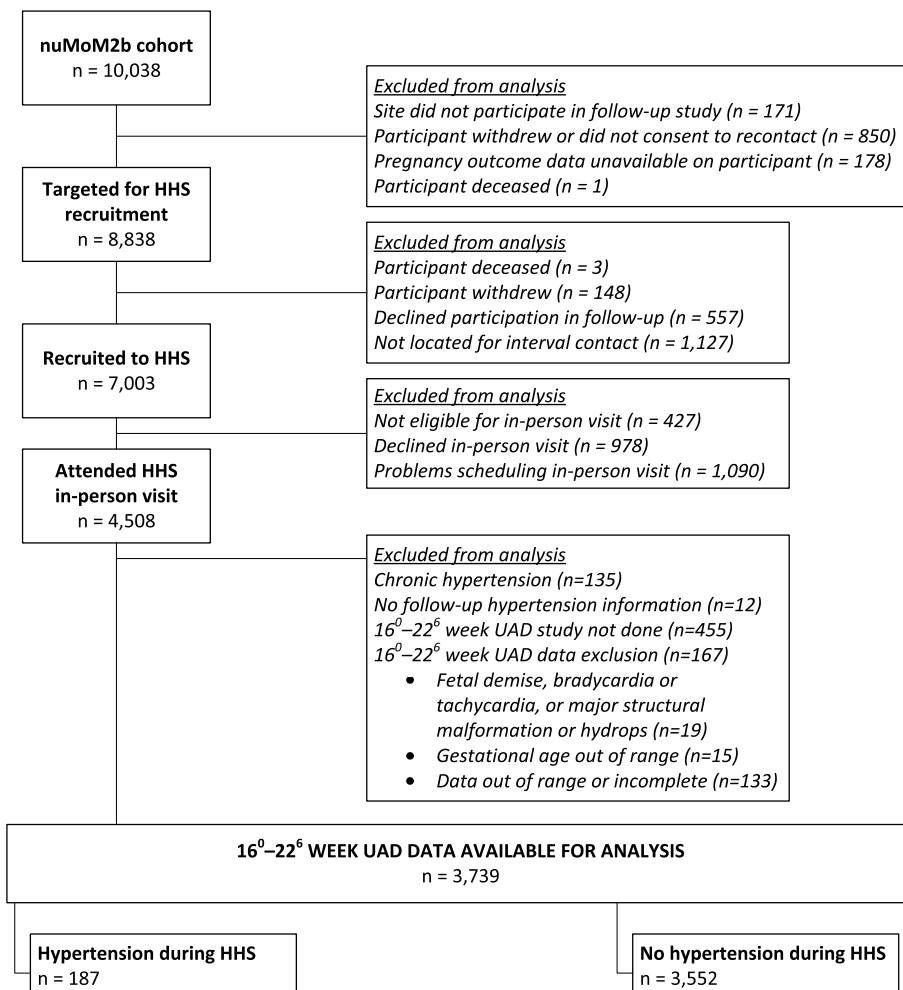 nuMoM2b cohort
n = 10,038
Excluded from analysis
Site did not participate in follow-up study (n = 171)
Participant withdrew or did not consent to recontact (n = 850)
Pregnancy outcome data unavailable on participant (n = 178)
Participant deceased (n = 1)
Targeted for HHS
recruitment
n = 8,838
Excluded from analysis
Participant deceased (n = 3)
Participant withdrew (n = 148)
Declined participation in follow-up (n = 557)
Not located for interval contact (n = 1,127)
Recruited to HHS
n = 7,003
Excluded from analysis
Not eligible for in-person visit (n = 427)
Declined in-person visit (n = 978)
Problems scheduling in-person visit (n = 1,090)
Attended HHS
in-person visit
n = 4,508
Excluded from analysis
Chronic hypertension (n=135)
No follow-up hypertension information (n=12)
16⁰–22⁶ week UAD study not done (n=455)
16⁰–22⁶ week UAD data exclusion (n=167)
• Fetal demise, bradycardia or
tachycardia, or major structural
malformation or hydrops (n=19)
• Gestational age out of range (n=15)
• Data out of range or incomplete (n=133)
16⁰–22⁶ WEEK UAD DATA AVAILABLE FOR ANALYSIS
n = 3,739
Hypertension during HHS
n = 187
No hypertension during HHS
n = 3,552